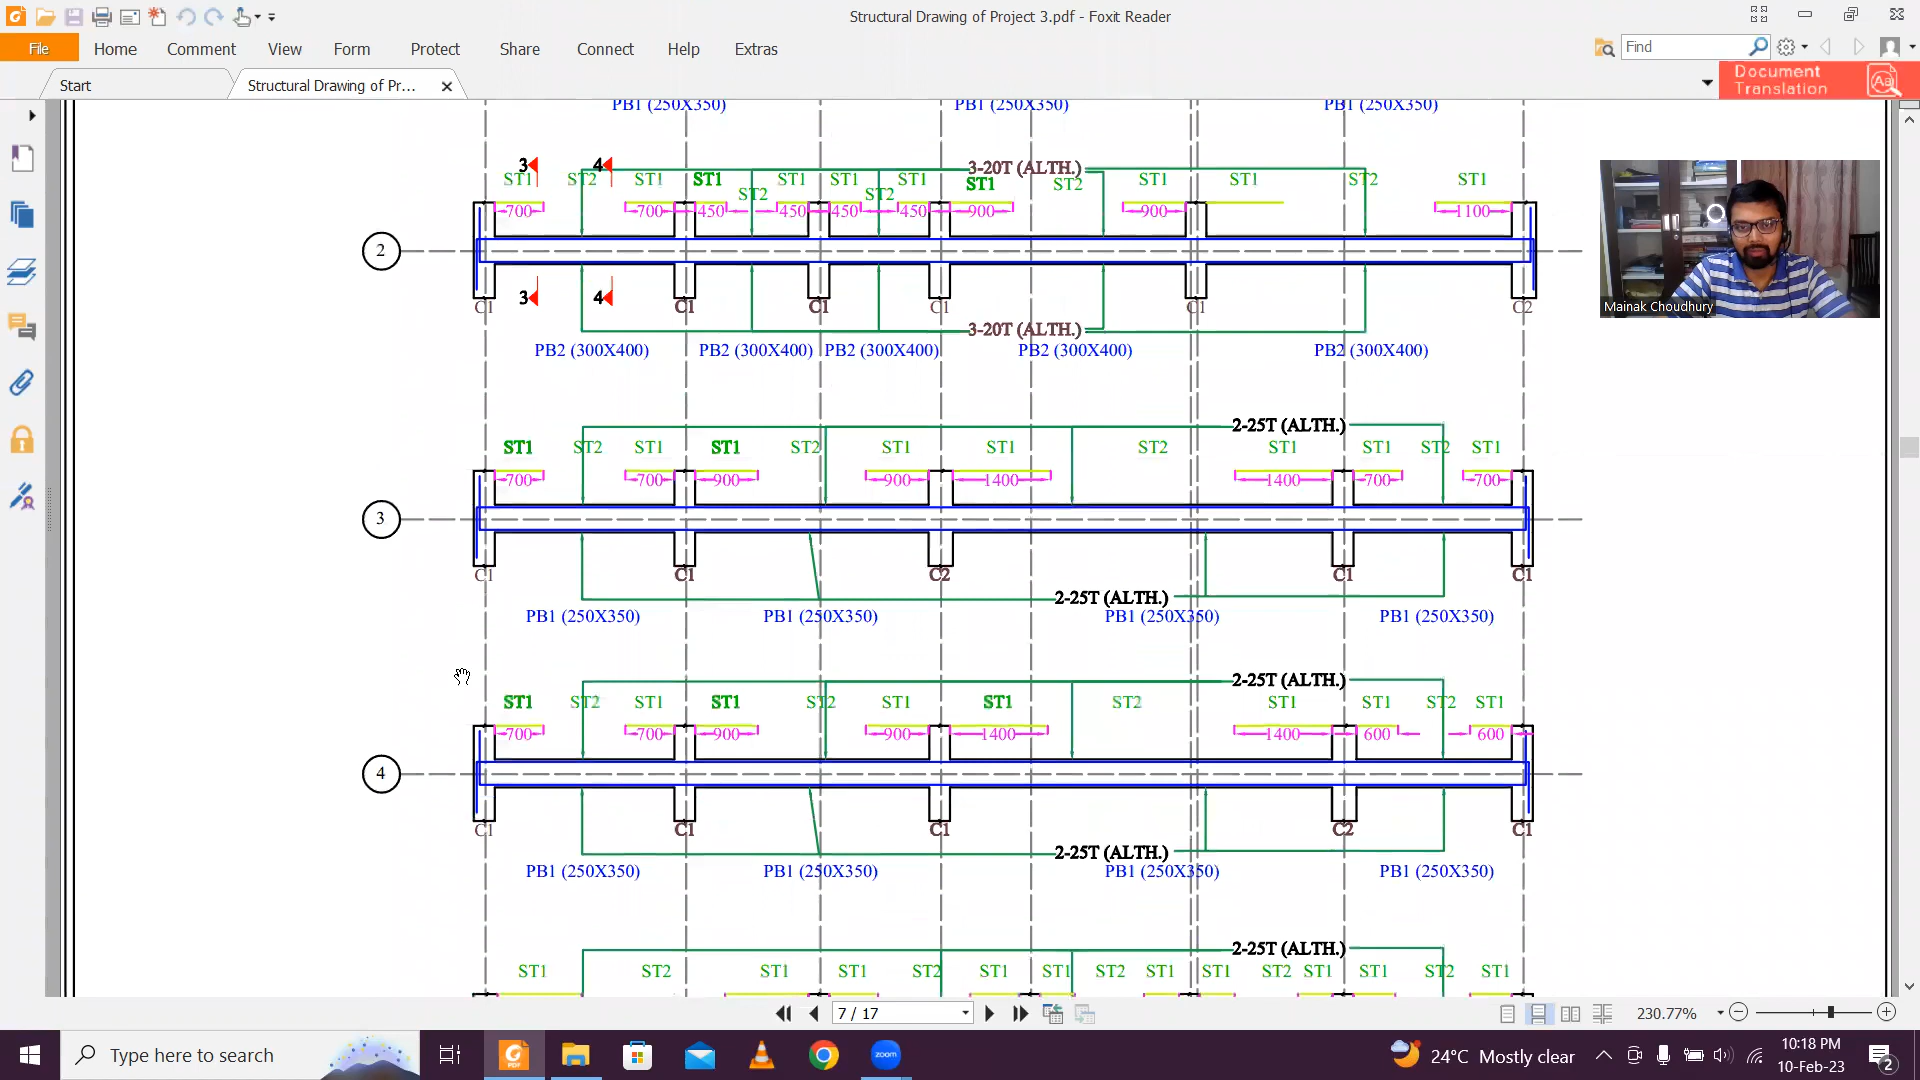 Structural Drawing of Project 3.pdf - Foxit Reader
File Home Comment View Form Protect Share Connect Help Extras
Find
Start
Structural Drawing of Pr...
Document
Translation
PB1 (250X350) PB1 (250X350) PB1 (250X350)
3 4 3-20T (ALTH.)
ST1 ST2 ST1 ST1 ST2 ST1 ST1 ST2 ST1 ST1 ST2 ST1 ST1 ST2 ST1
700 700 450 450 450 450 900 900 1100
2
3 4
C1 C1 C1 C1 C1 C2
3-20T (ALTH.)
PB2 (300X400) PB2 (300X400) PB2 (300X400) PB2 (300X400) PB2 (300X400)
Mainak Choudhury
2-25T (ALTH.)
ST1 ST2 ST1 ST1 ST2 ST1 ST1 ST2 ST1 ST1 ST2 ST1
700 700 900 900 1400 1400 700 700
3
C1 C1 C2 C1 C1
2-25T (ALTH.)
PB1 (250X350) PB1 (250X350) PB1 (250X350) PB1 (250X350)
2-25T (ALTH.)
ST1 ST2 ST1 ST1 ST2 ST1 ST1 ST2 ST1 ST1 ST2 ST1
700 700 900 900 1400 1400 600 600
4
C1 C1 C1 C2 C1
2-25T (ALTH.)
PB1 (250X350) PB1 (250X350) PB1 (250X350) PB1 (250X350)
2-25T (ALTH.)
ST1 ST2 ST1 ST1 ST2 ST1 ST1 ST2 ST1 ST1 ST2 ST1 ST1 ST2 ST1
7 / 17
230.77%
Type here to search
zoom
24°C Mostly clear
10:18 PM
10-Feb-23
2